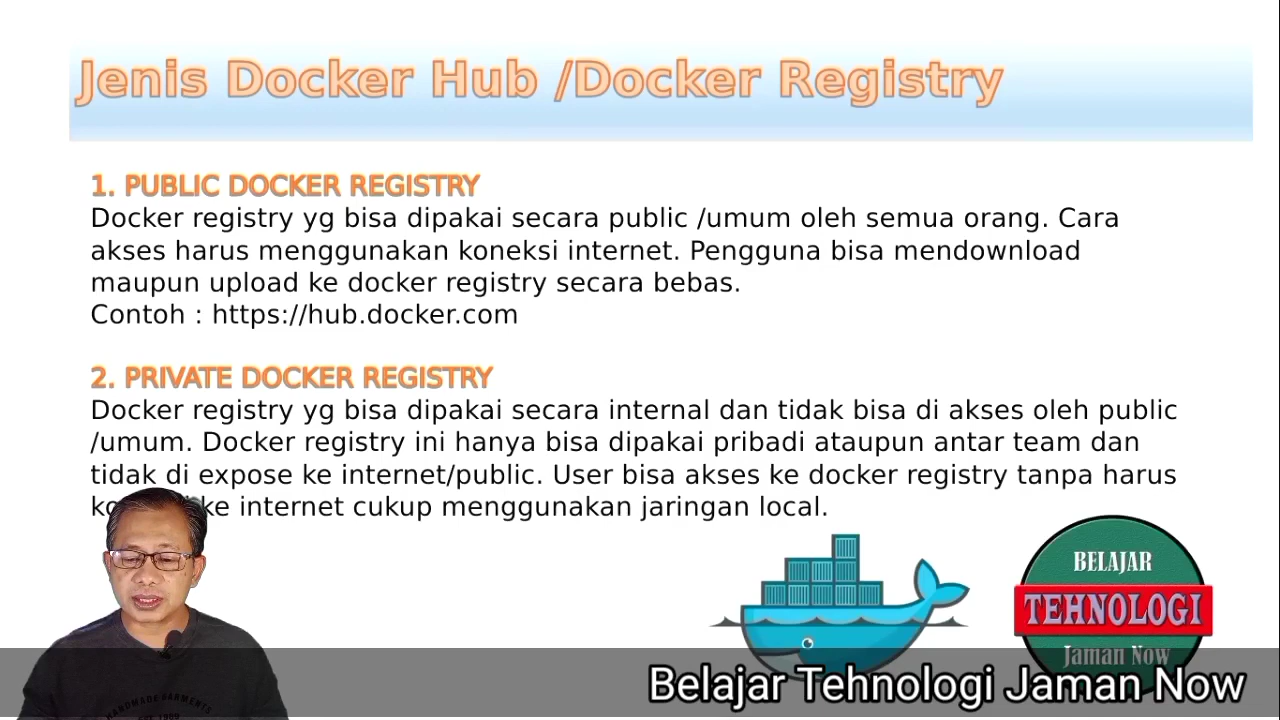 Jenis Docker Hub /Docker Registry
1. PUBLIC DOCKER REGISTRY
Docker registry yg bisa dipakai secara public /umum oleh semua orang. Cara
akses harus menggunakan koneksi internet. Pengguna bisa mendownload
maupun upload ke docker registry secara bebas.
Contoh : https://hub.docker.com
2. PRIVATE DOCKER REGISTRY
Docker registry yg bisa dipakai secara internal dan tidak bisa di akses oleh public
/umum. Docker registry ini hanya bisa dipakai pribadi ataupun antar team dan
tidak di expose ke internet/public. User bisa akses ke docker registry tanpa harus
ke internet cukup menggunakan jaringan local.
BELAJAR
TEHNOLOGI
Jaman Now
Belajar Tehnologi Jaman Now